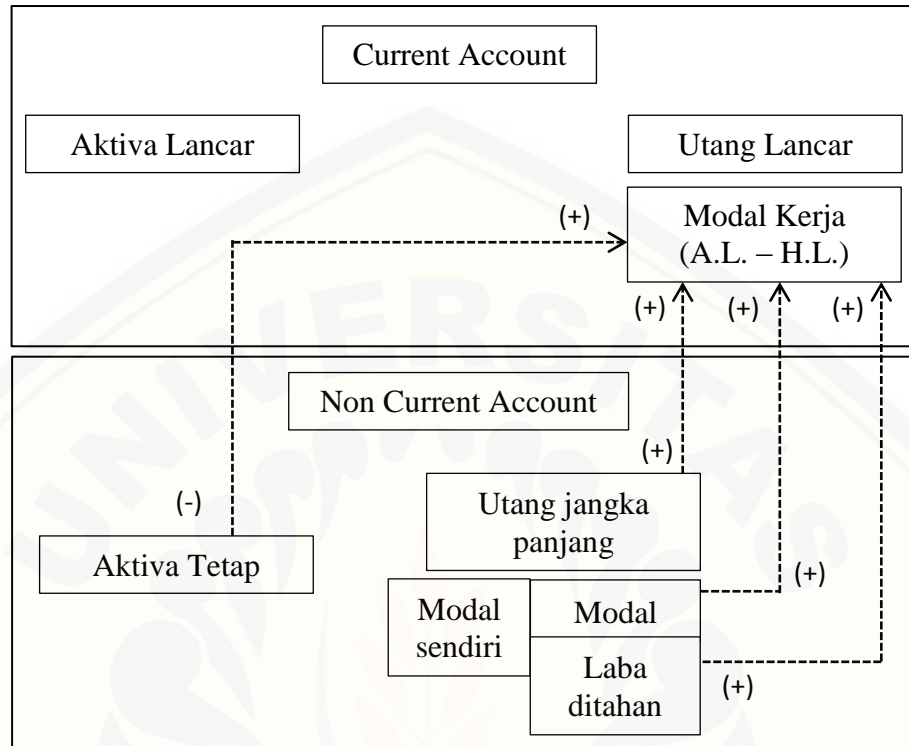 Current Account
Aktiva Lancar
Utang Lancar
(+)
Modal Kerja
(A.L. – H.L.)
(+)
(+)
(+)
Non Current Account
(+)
(-)
Utang jangka
panjang
Aktiva Tetap
(+)
Modal
sendiri
Modal
Laba
ditahan
(+)
UNIVERSITAS